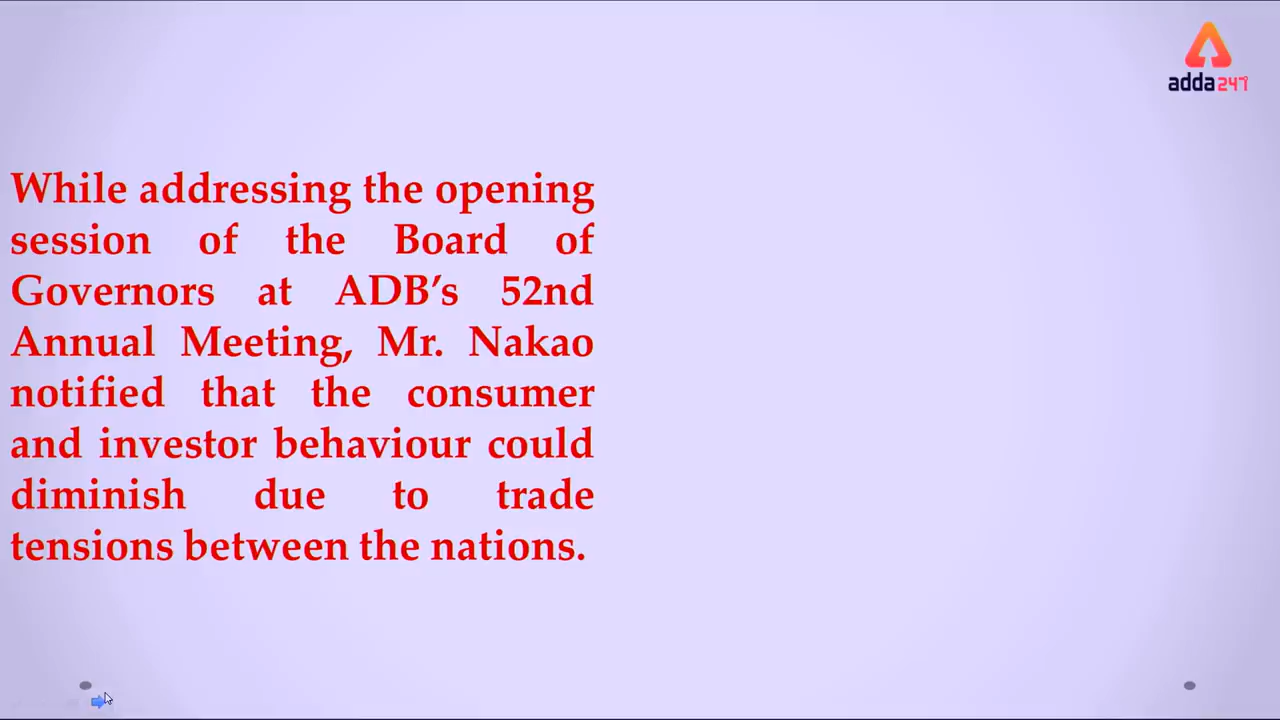 adda247
While addressing the opening
session of the Board of
Governors at ADB's 52nd
Annual Meeting, Mr. Nakao
notified that the consumer
and investor behaviour could
diminish due to trade
tensions between the nations.